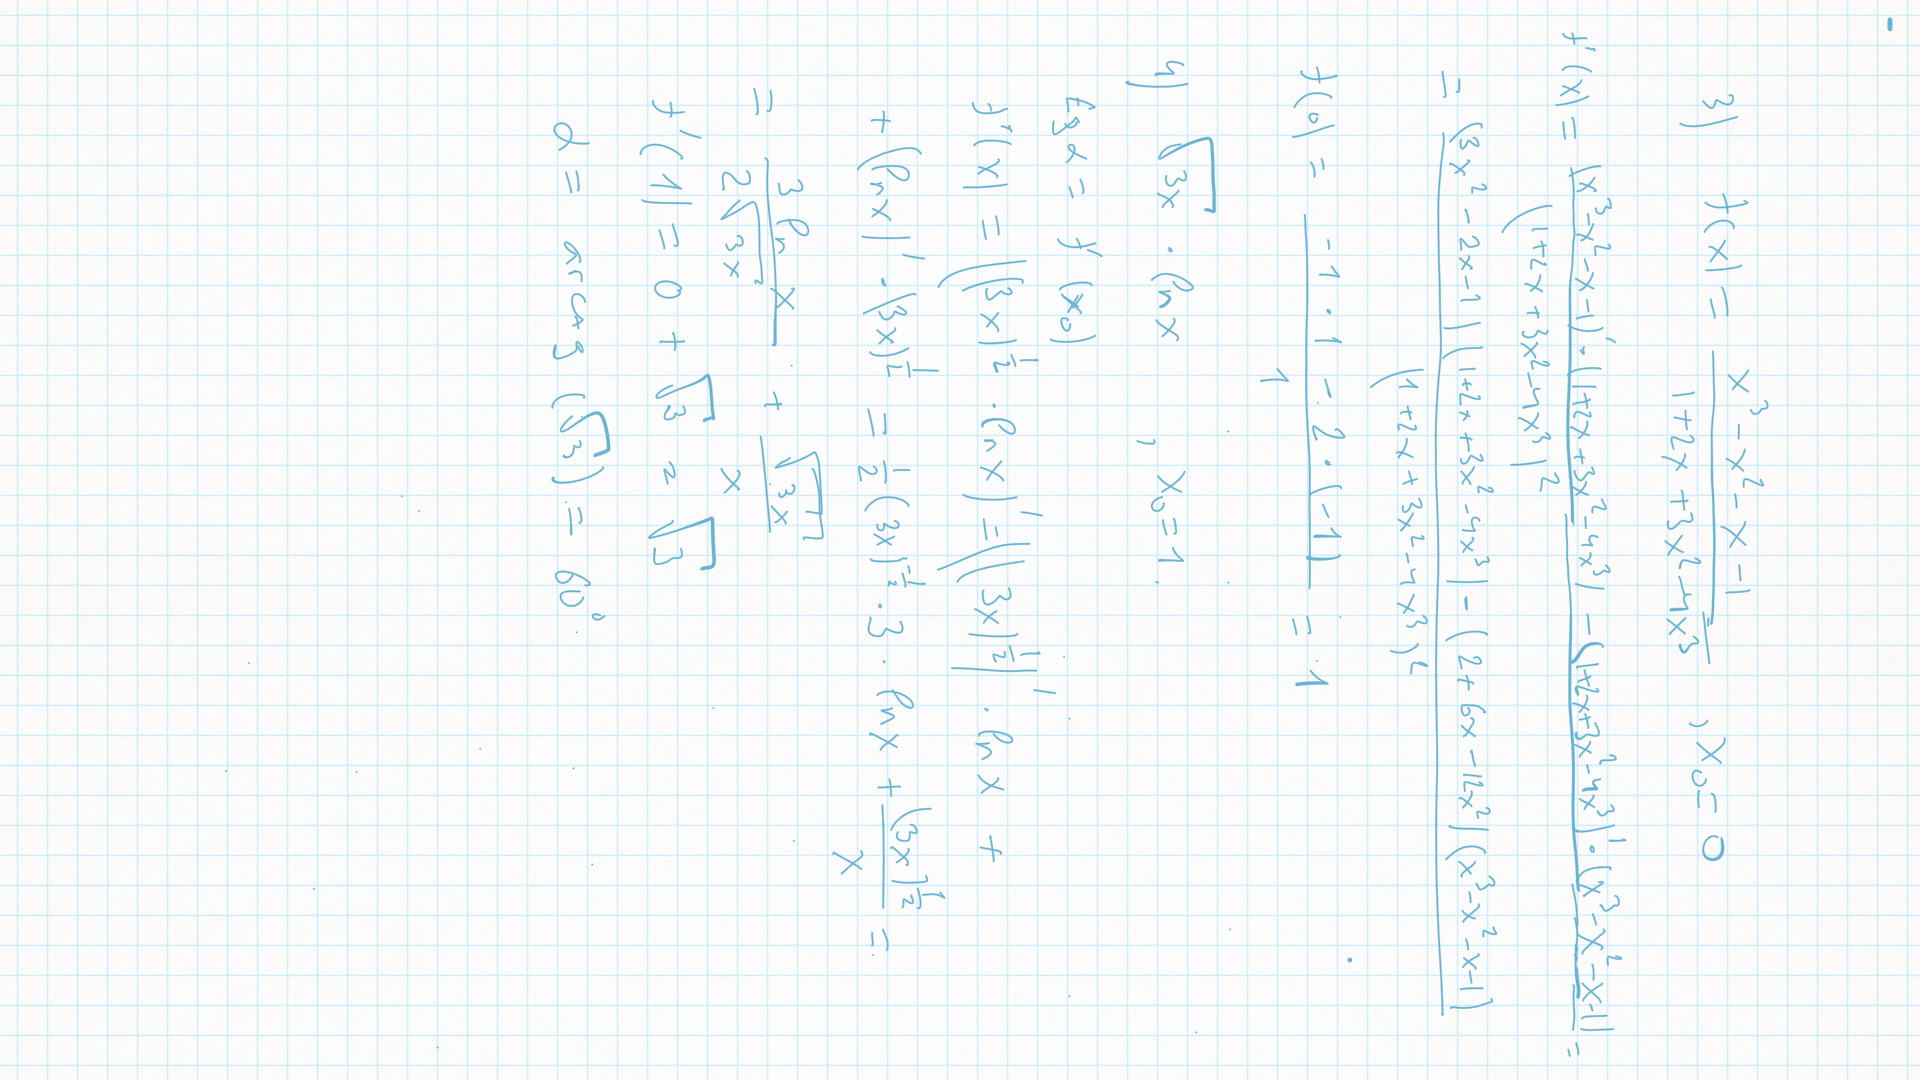 3) f(x) = (x³-x²-x-1)/(1+2x+3x²-4x³) , x₀=0
f'(x) = ((x³-x²-x-1)'·(1+2x+3x²-4x³) - (1+2x+3x²-4x³)'·(x³-x²-x-1))/(1+2x+3x²-4x³)² =
= ((3x²-2x-1)(1+2x+3x²-4x³)-(2+6x-12x²)(x³-x²-x-1))/(1+2x+3x²-4x³)²
f(0) = (-1·1-2·(-1))/1 = 1
4) √3x · ln x , x₀=1
tg α = f'(x₀)
f'(x) = ((3x)^½ · ln x)' = ((3x)^½)' · ln x +
+ (ln x)' · (3x)^½ = ½(3x)^-½ · 3 · ln x + (3x)^½/x =
= 3 ln x/2√3x + √3x/x
f'(1) = 0 + √3 = √3
α = arctg(√3) = 60°